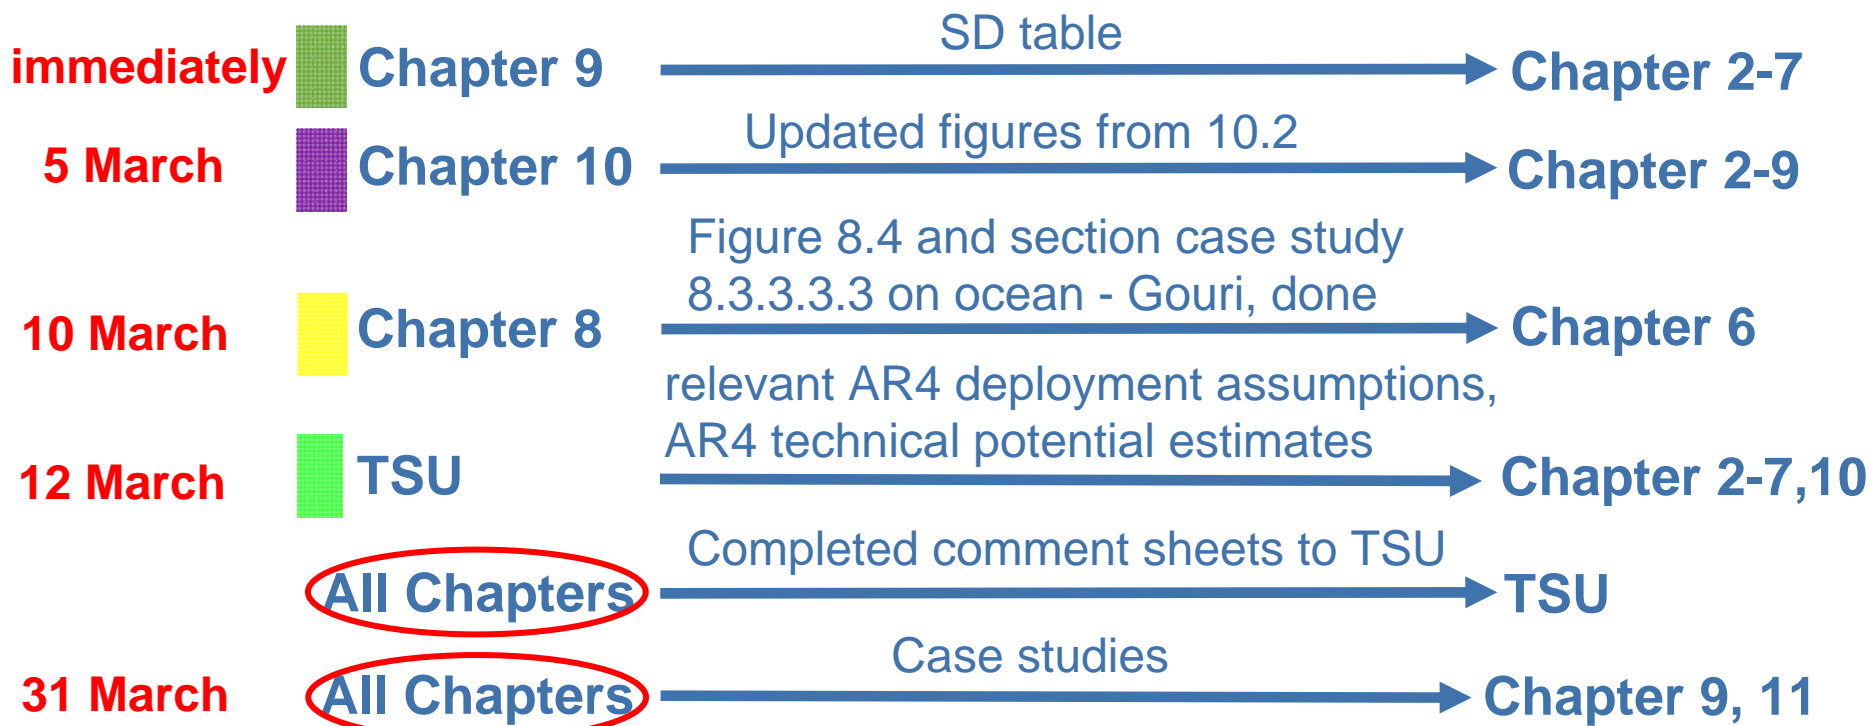 immediately Chapter 9 SD table Chapter 2-7
5 March Chapter 10 Updated figures from 10.2 Chapter 2-9
Figure 8.4 and section case study
8.3.3.3.3 on ocean - Gouri, done
10 March Chapter 8 Chapter 6
relevant AR4 deployment assumptions,
AR4 technical potential estimates
12 March TSU Chapter 2-7,10
Completed comment sheets to TSU
All Chapters TSU
Case studies
31 March All Chapters Chapter 9, 11